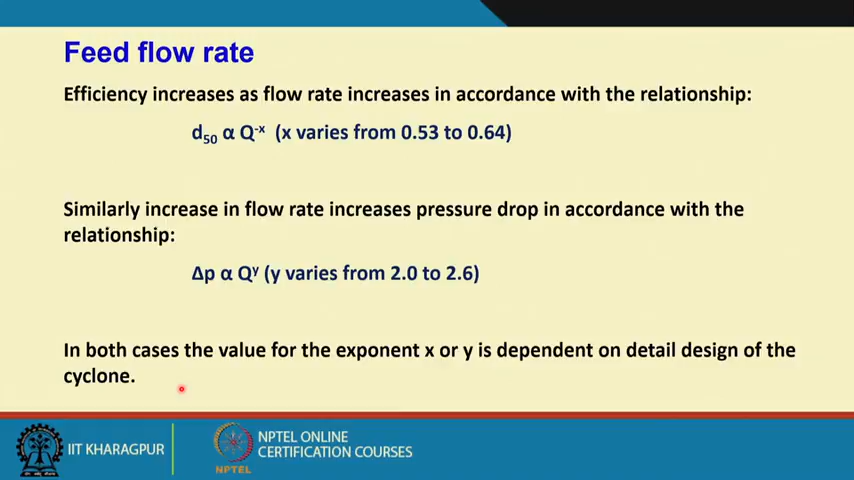 Feed flow rate
Efficiency increases as flow rate increases in accordance with the relationship:
d₅₀ α Q⁻ˣ (x varies from 0.53 to 0.64)
Similarly increase in flow rate increases pressure drop in accordance with the
relationship:
Δp α Qʸ (y varies from 2.0 to 2.6)
In both cases the value for the exponent x or y is dependent on detail design of the
cyclone.
IIT KHARAGPUR
NPTEL
NPTEL ONLINE
CERTIFICATION COURSES